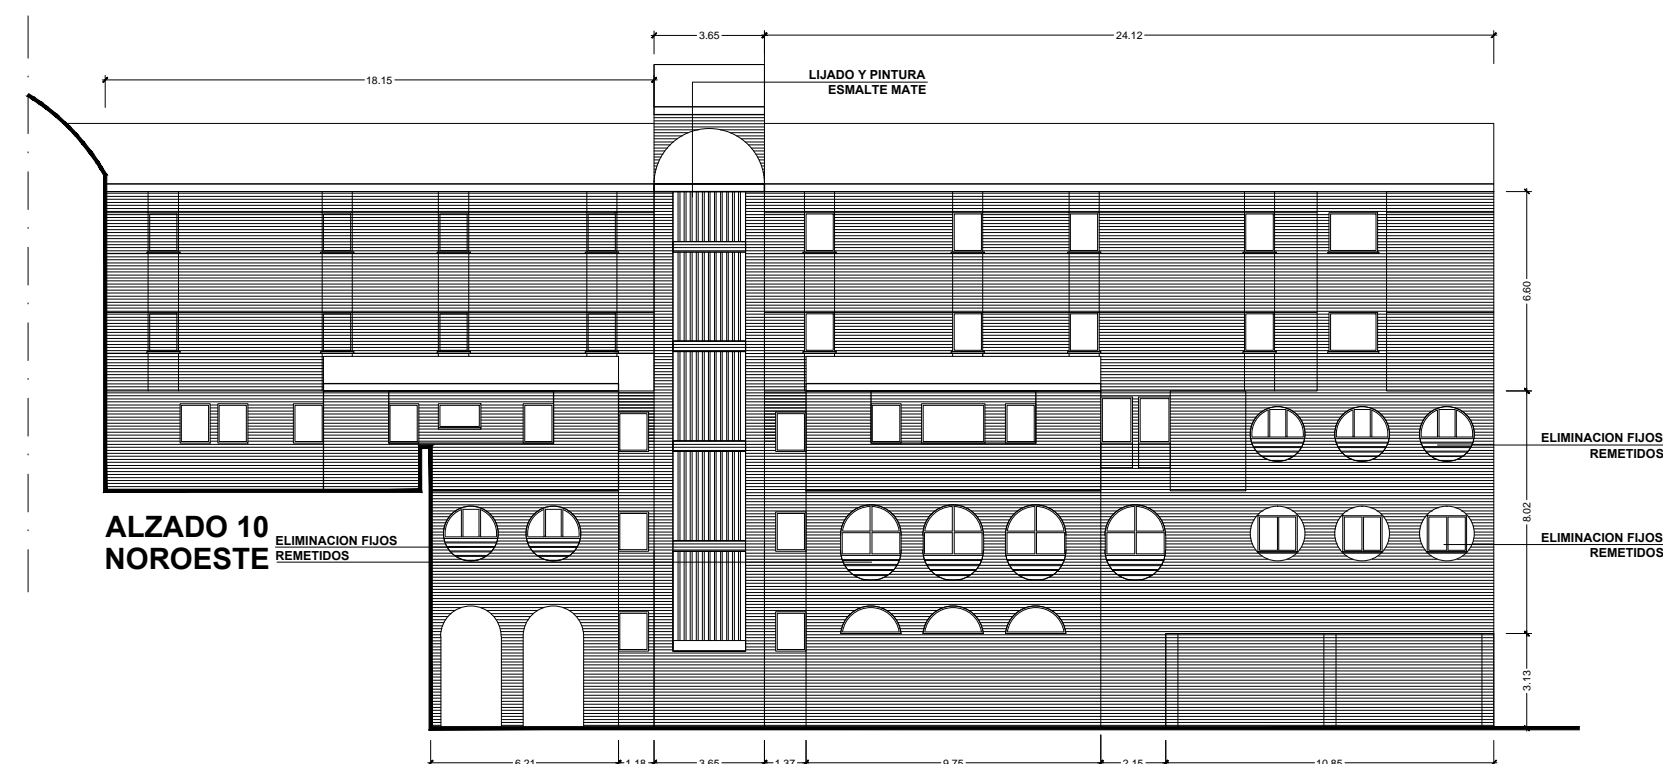 3.65
24.12
18.15
LIJADO Y PINTURA
ESMALTE MATE
6.60
ELIMINACION FIJOS
REMETIDOS
8.02
ALZADO 10
NOROESTE
ELIMINACION FIJOS
REMETIDOS
ELIMINACION FIJOS
REMETIDOS
3.13
6.21
1.18
3.65
1.37
9.75
2.15
10.85